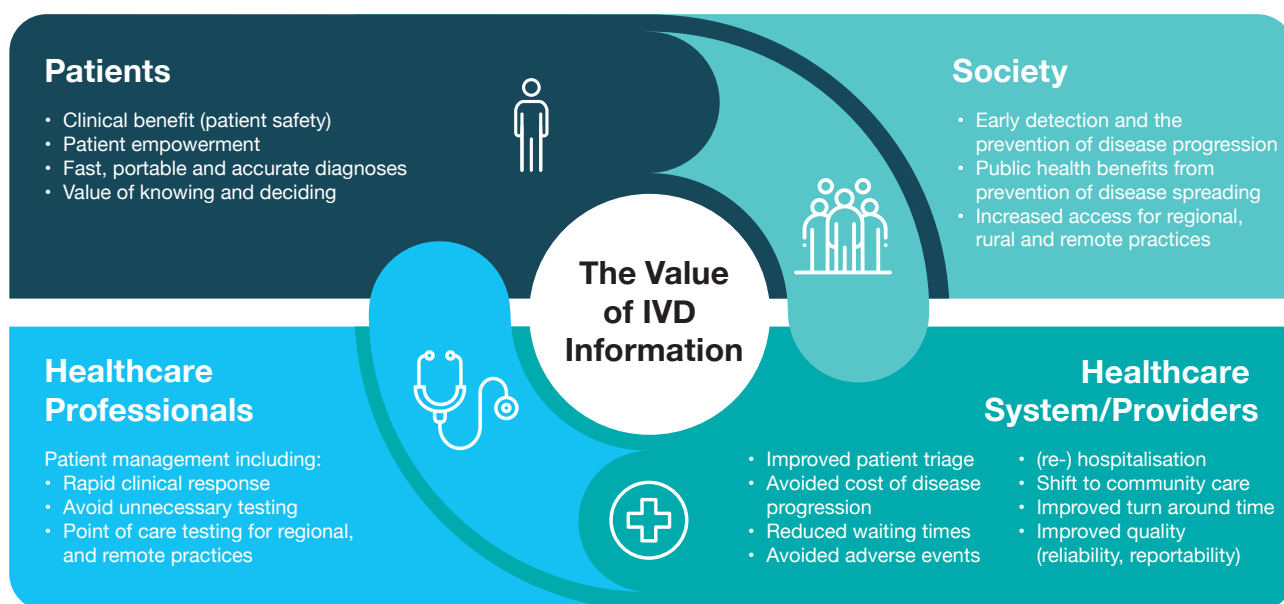 Patients
• Clinical benefit (patient safety)
• Patient empowerment
• Fast, portable and accurate diagnoses
• Value of knowing and deciding
Society
• Early detection and the
prevention of disease progression
• Public health benefits from
prevention of disease spreading
• Increased access for regional,
rural and remote practices
The Value
of IVD
Information
Healthcare
Professionals
Patient management including:
• Rapid clinical response
• Avoid unnecessary testing
• Point of care testing for regional,
and remote practices
Healthcare
System/Providers
• Improved patient triage
• Avoided cost of disease
progression
• Reduced waiting times
• Avoided adverse events
• (re-) hospitalisation
• Shift to community care
• Improved turn around time
• Improved quality
(reliability, reportability)